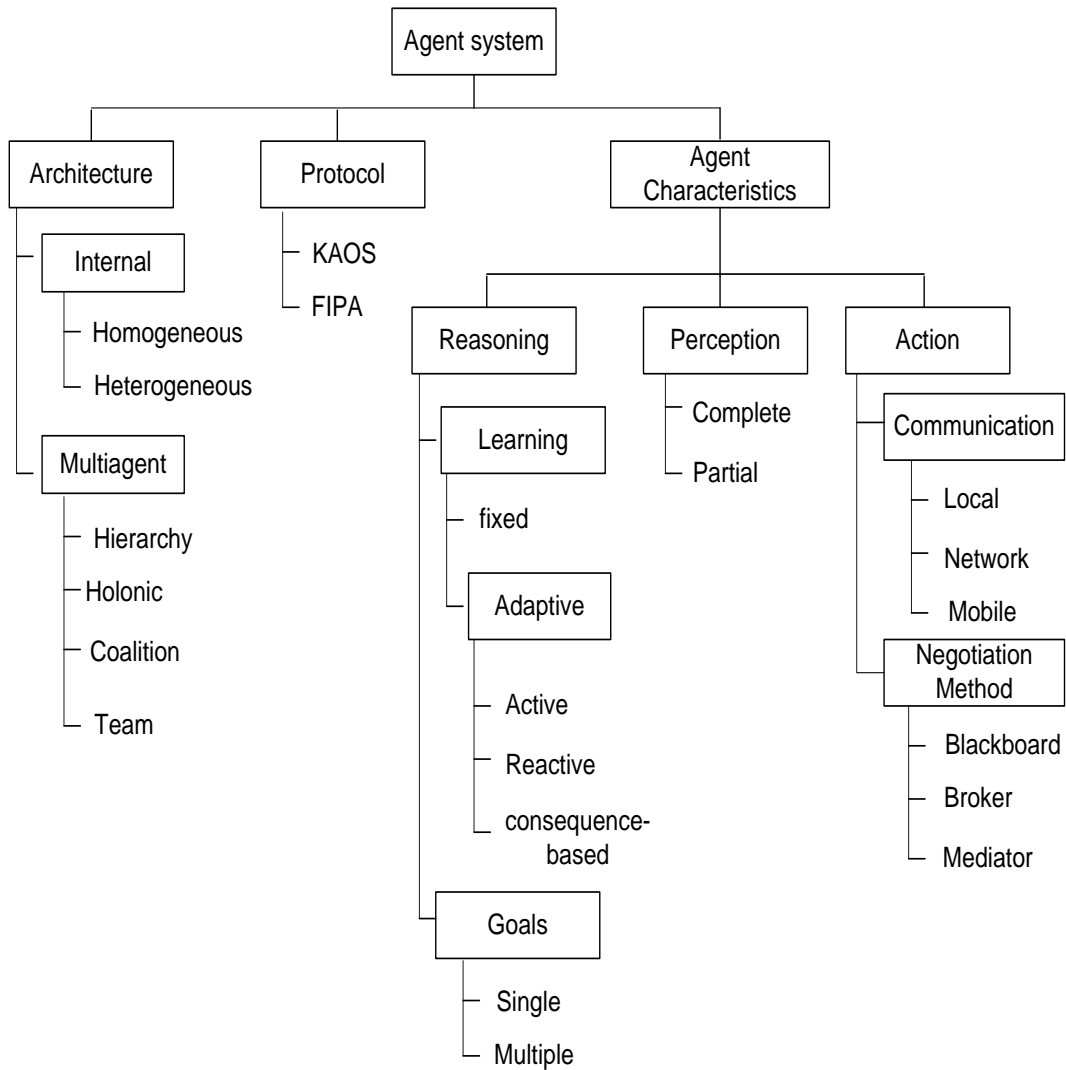 Agent system
Architecture
Protocol
Agent
Characteristics
Internal
Homogeneous
Heterogeneous
Multiagent
Hierarchy
Holonic
Coalition
Team
KAOS
FIPA
Reasoning
Learning
fixed
Adaptive
Active
Reactive
consequence-
based
Goals
Single
Multiple
Perception
Complete
Partial
Action
Communication
Local
Network
Mobile
Negotiation
Method
Blackboard
Broker
Mediator